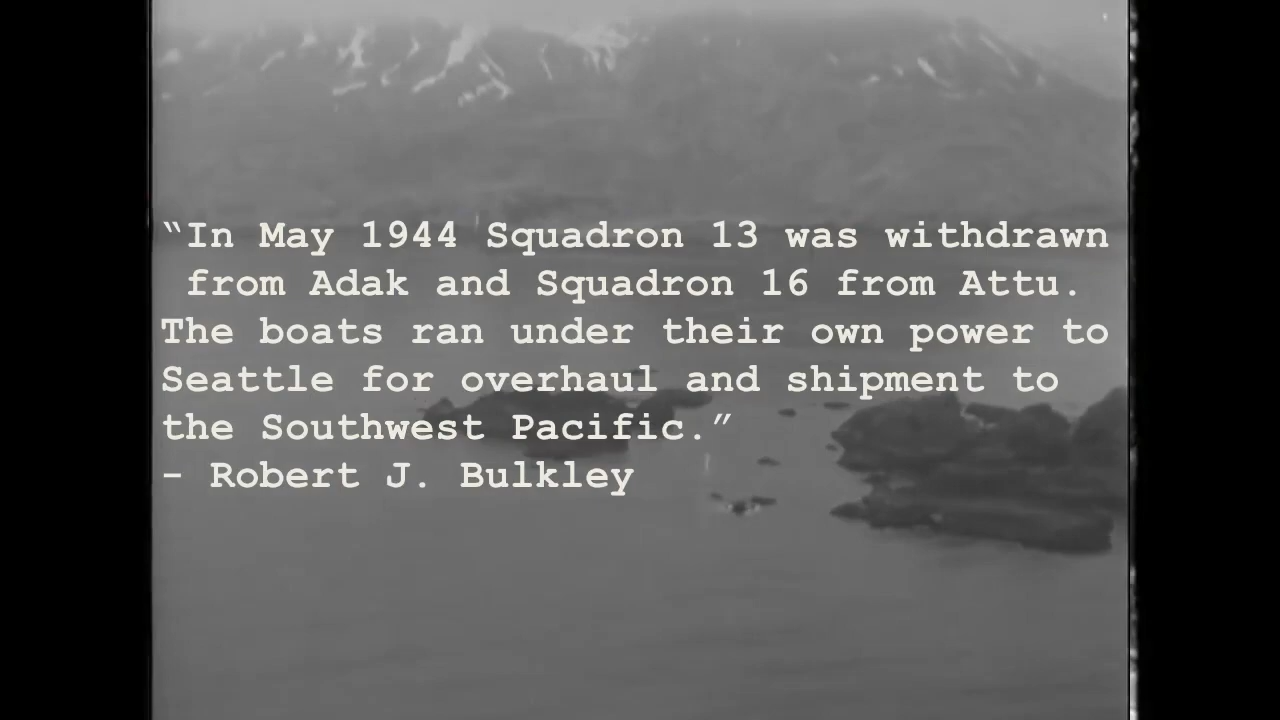 “In May 1944 Squadron 13 was withdrawn
from Adak and Squadron 16 from Attu.
The boats ran under their own power to
Seattle for overhaul and shipment to
the Southwest Pacific.”
- Robert J. Bulkley